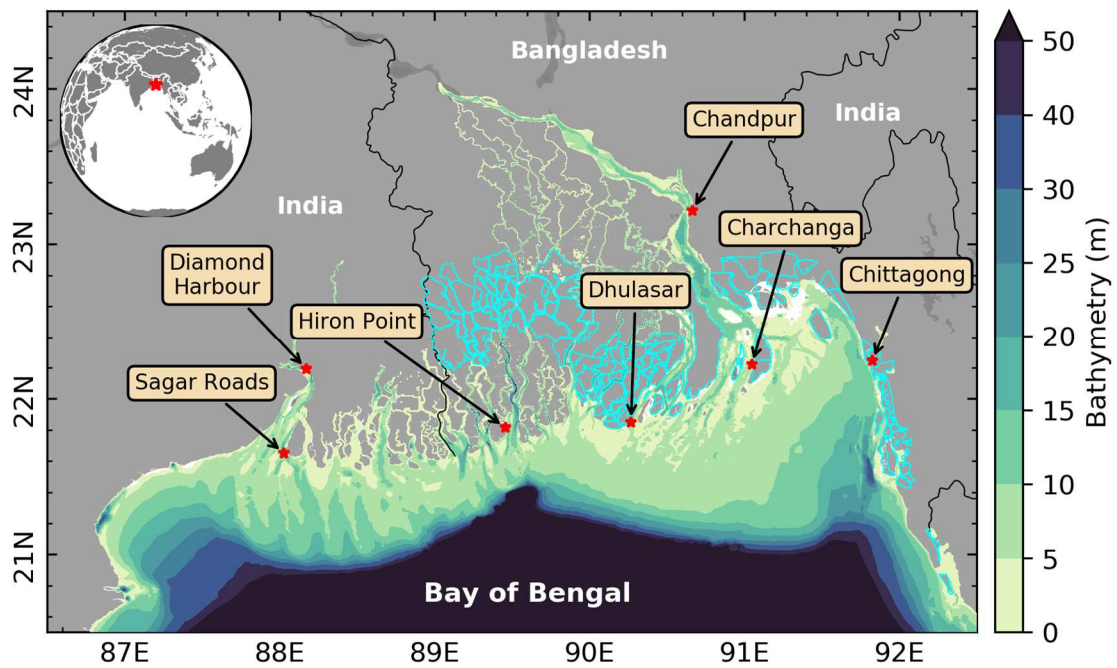 Bangladesh
India
India
Chandpur
Charchanga
Chittagong
Diamond
Harbour
Hiron Point
Dhulasar
Sagar Roads
Bay of Bengal
24N
23N
22N
21N
87E
88E
89E
90E
91E
92E
50
40
30
25
20
15
10
5
0
Bathymetry (m)